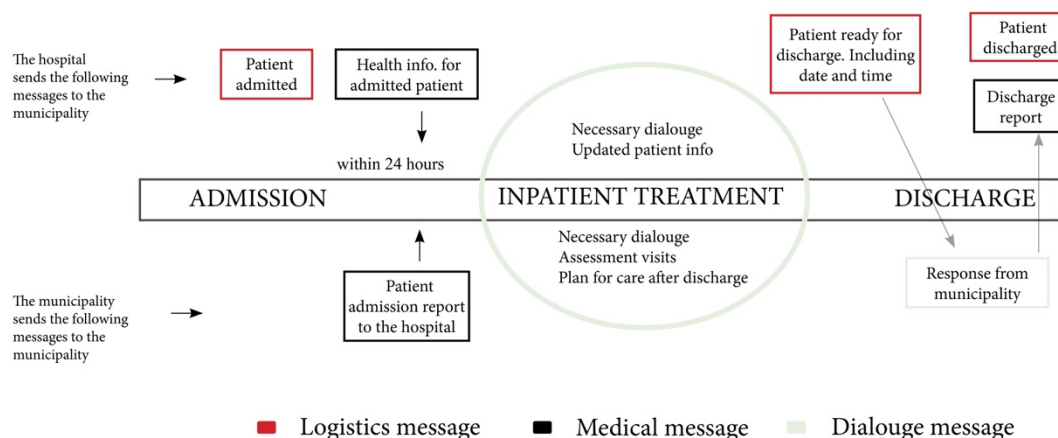 The hospital
sends the following
messages to the
municipality
Patient
admitted
Health info. for
admitted patient
within 24 hours
Patient ready for
discharge. Including
date and time
Patient
discharged
Discharge
report
Necessary dialouge
Updated patient info
ADMISSION
INPATIENT TREATMENT
DISCHARGE
Necessary dialouge
Assessment visits
Plan for care after discharge
The municipality
sends the following
messages to the
municipality
Patient
admission report
to the hospital
Response from
municipality
Logistics message
Medical message
Dialouge message